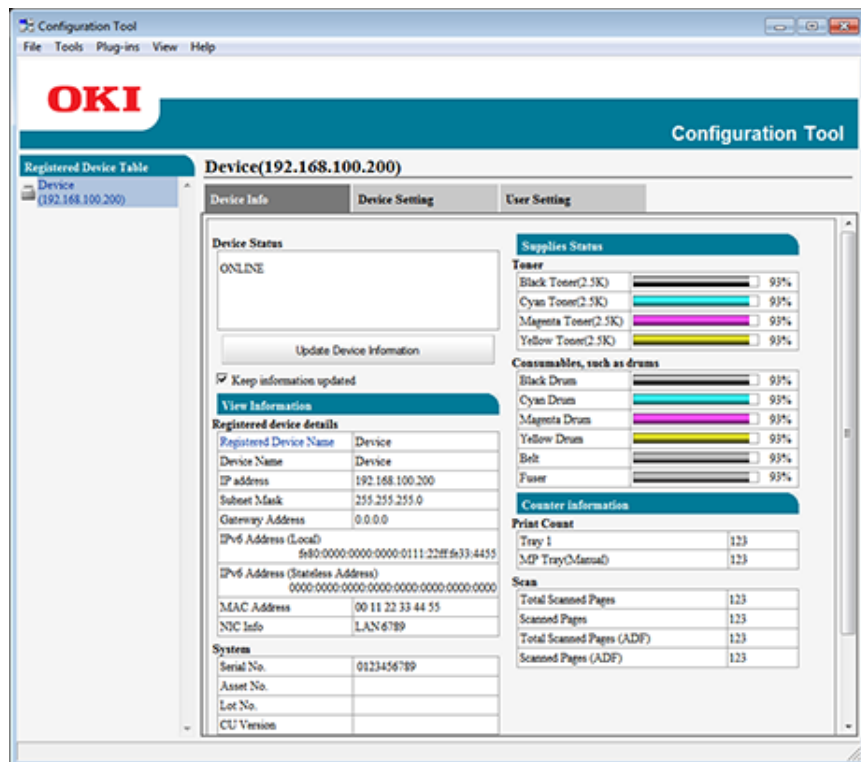 Configuration Tool
File Tools Plug-ins View Help
OKI
Configuration Tool
Registered Device Table
Device
(192.168.100.200)
Device(192.168.100.200)
Device Info Device Setting User Setting
Device Status
ONLINE
Update Device Information
Keep information updated
View Information
Registered device details
Registered Device Name Device
Device Name Device
IP address 192.168.100.200
Subnet Mask 255.255.255.0
Gateway Address 0.0.0.0
IPv6 Address (Local)
fe80:0000:0000:0000:0111:22ff:fe33:4455
IPv6 Address (Stateless Address)
0000:0000:0000:0000:0000:0000:0000:0000
MAC Address 00 11 22 33 44 55
NIC Info LAN6789
System
Serial No. 0123456789
Asset No.
Lot No.
CU Version
Supplies Status
Toner
Black Toner(2.5K) 93%
Cyan Toner(2.5K) 93%
Magenta Toner(2.5K) 93%
Yellow Toner(2.5K) 93%
Consumables, such as drums
Black Drum 93%
Cyan Drum 93%
Magenta Drum 93%
Yellow Drum 93%
Belt 93%
Fuser 93%
Counter information
Print Count
Tray 1 123
MP Tray(Manual) 123
Scan
Total Scanned Pages 123
Scanned Pages 123
Total Scanned Pages (ADF) 123
Scanned Pages (ADF) 123